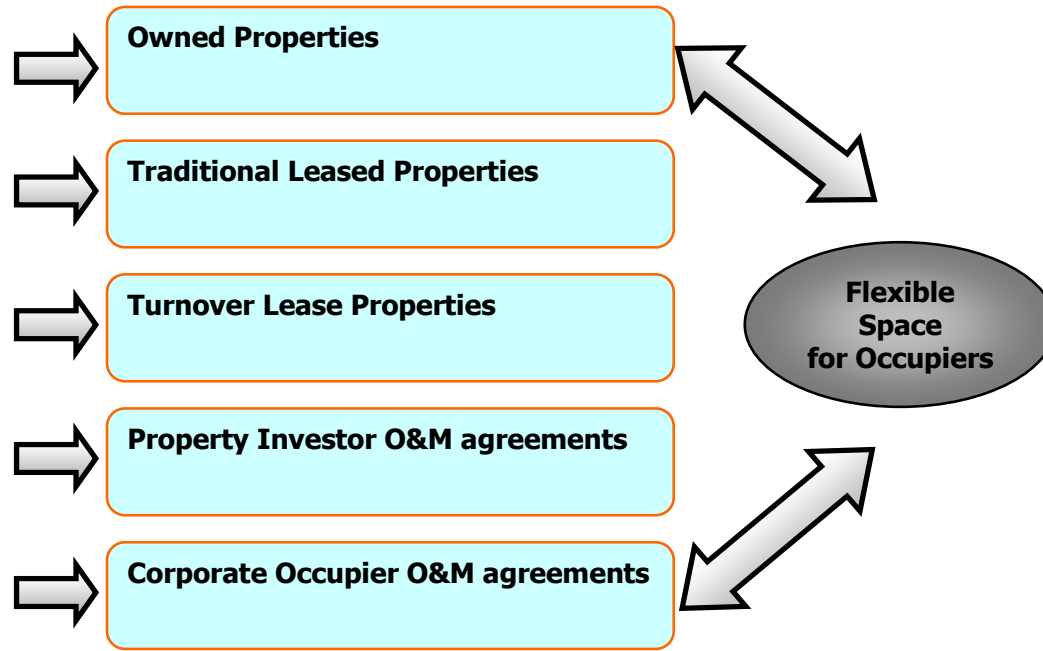 Owned Properties
Traditional Leased Properties
Turnover Lease Properties
Property Investor O&M agreements
Corporate Occupier O&M agreements
Flexible
Space
for Occupiers